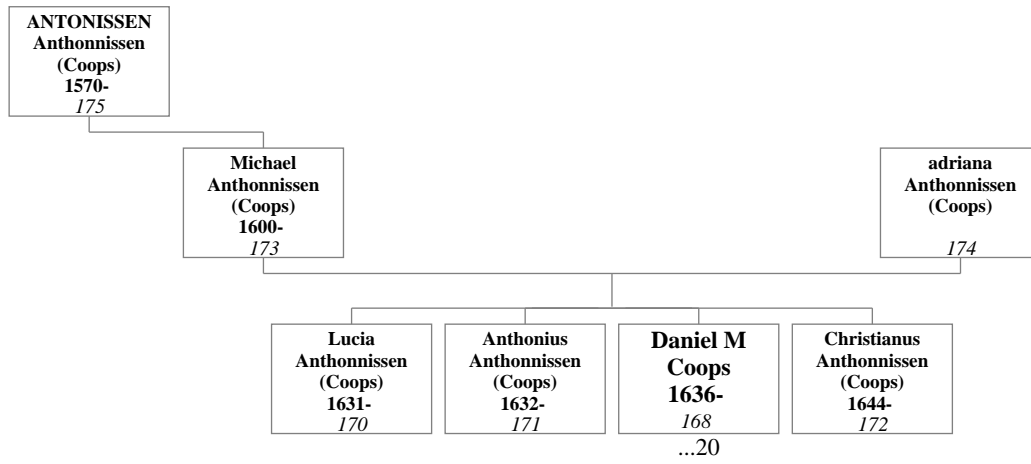 ANTONISSEN
Anthonnissen
(Coops)
1570-
175
Michael
Anthonnissen
(Coops)
1600-
173
adriana
Anthonnissen
(Coops)
174
Lucia
Anthonnissen
(Coops)
1631-
170
Anthonius
Anthonnissen
(Coops)
1632-
171
Daniel M
Coops
1636-
168
...20
Christianus
Anthonnissen
(Coops)
1644-
172